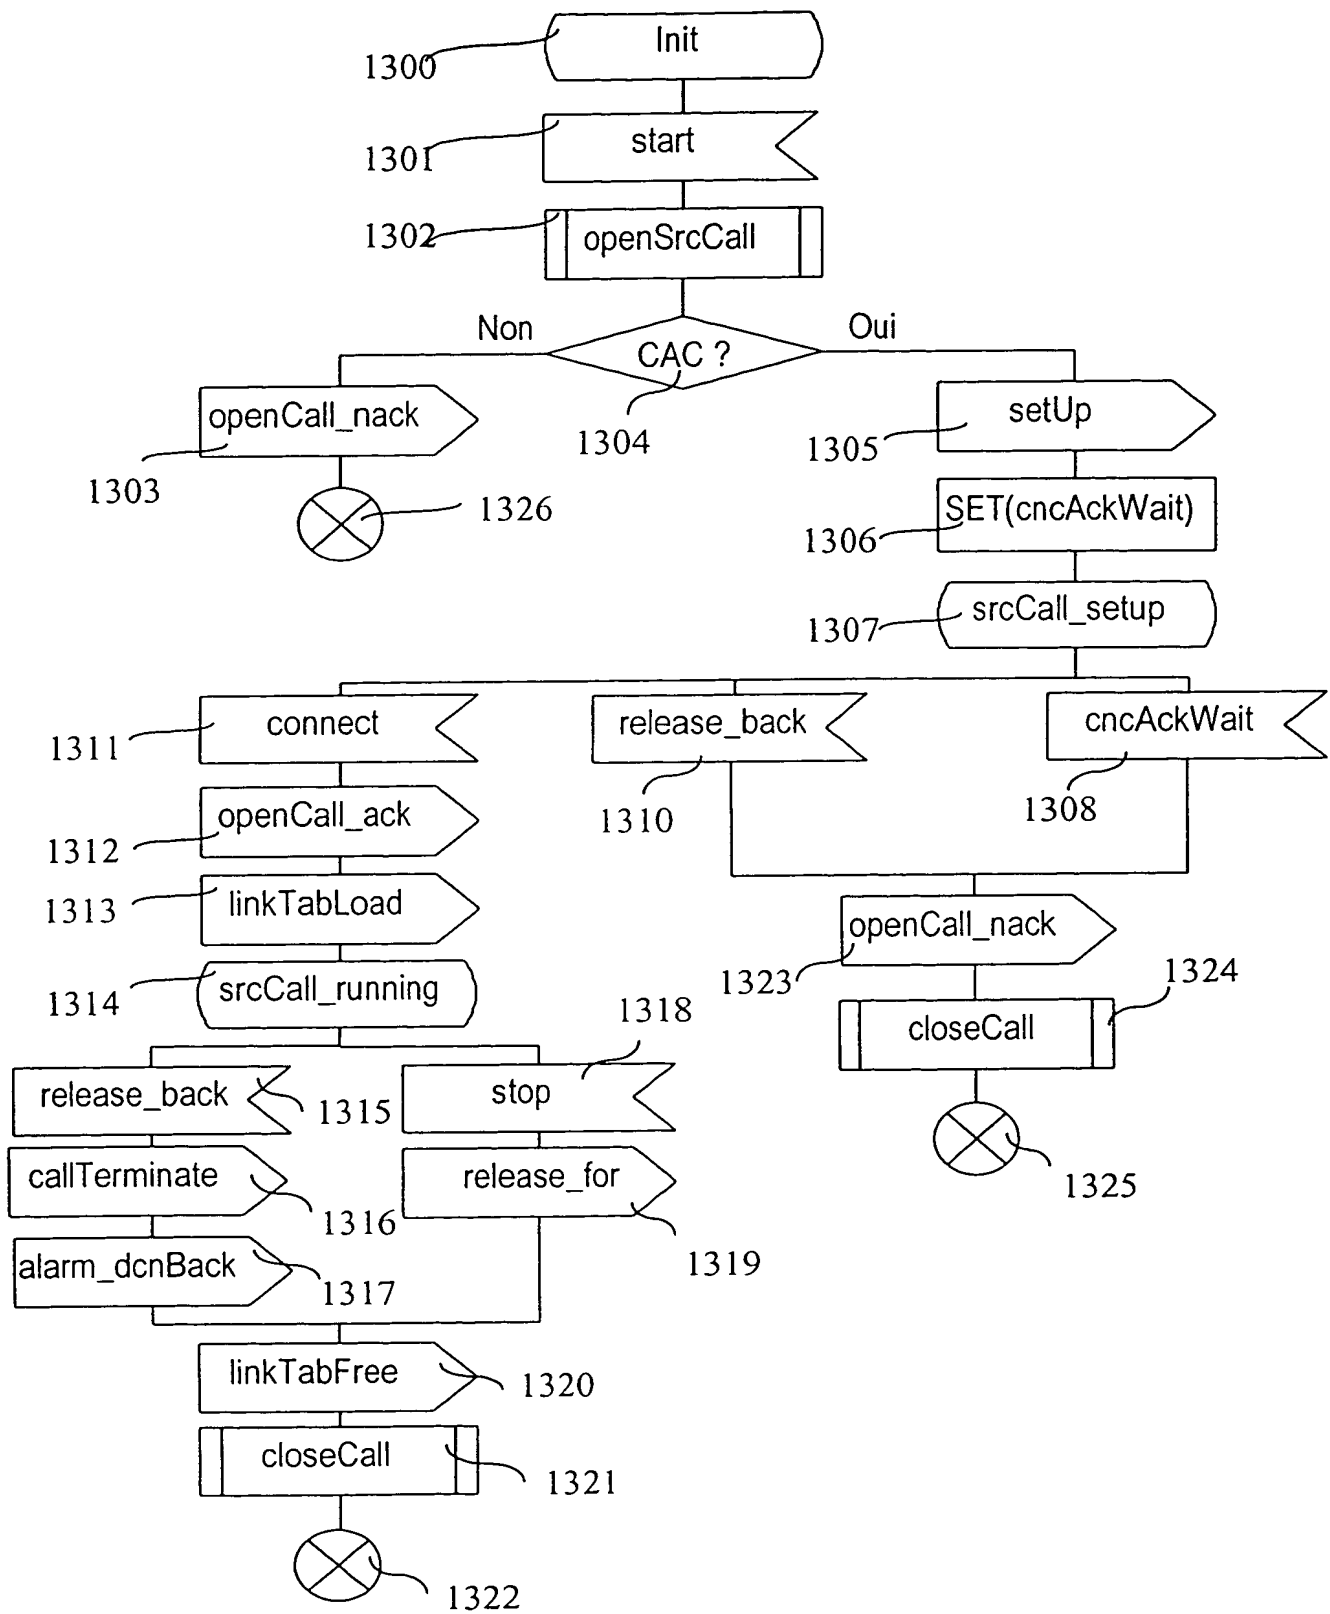 Init
1300
start
1301
openSrcCall
1302
Non
Oui
CAC ?
1304
openCall_nack
1303
1326
setUp
1305
SET(cncAckWait)
1306
srcCall_setup
1307
connect
1311
release_back
1310
cncAckWait
1308
openCall_ack
1312
linkTabLoad
1313
openCall_nack
1323
srcCall_running
1314
closeCall
1324
1318
release_back
1315
stop
1325
callTerminate
1316
release_for
1319
alarm_dcnBack
1317
linkTabFree
1320
closeCall
1321
1322